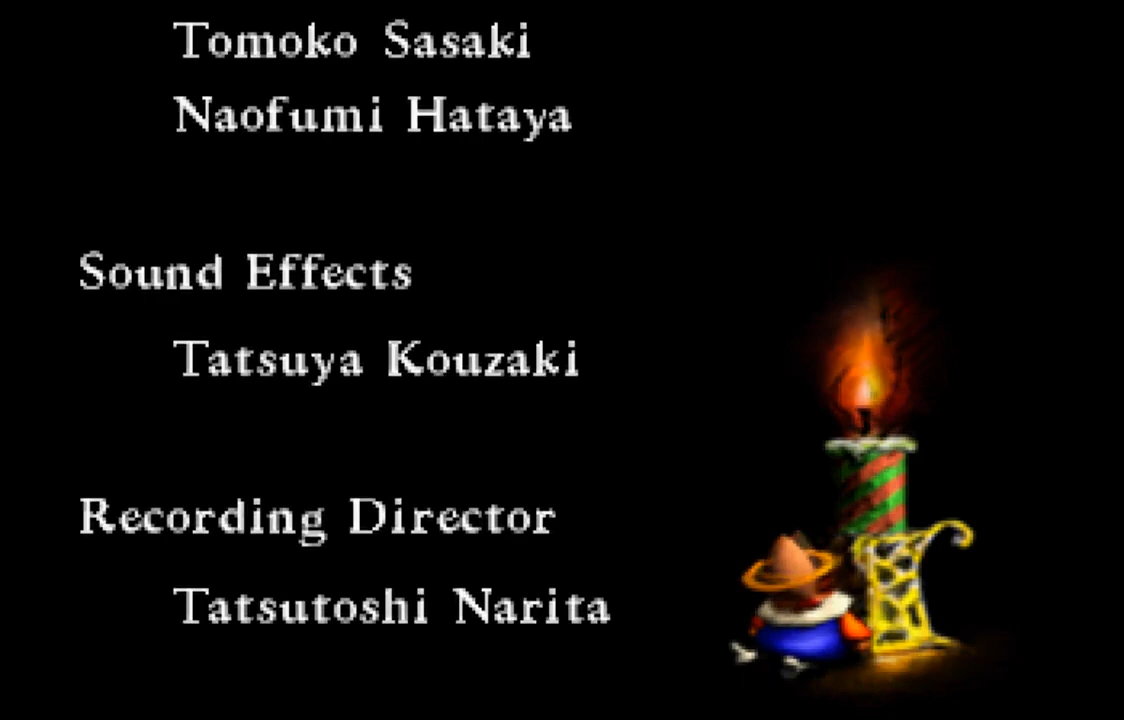 Tomoko Sasaki
Naofumi Hataya
Sound Effects
Tatsuya Kouzaki
Recording Director
Tatsutoshi Narita